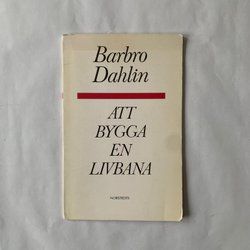 Barbro
Dahlin
ATT
BYGGA
EN
LIVBANA
NORSTEDTS